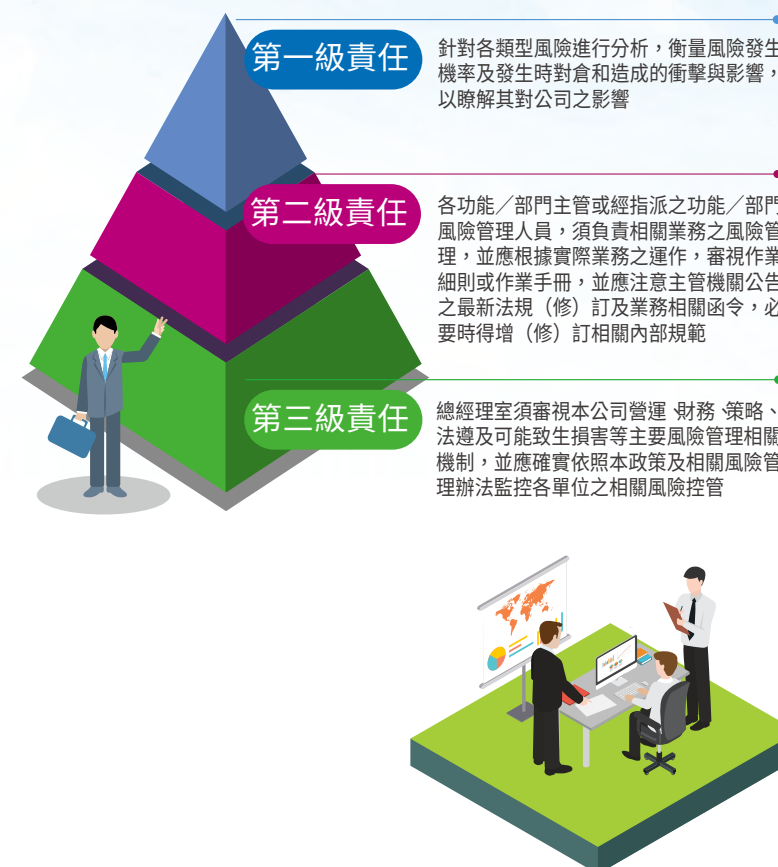 第一級責任
針對各類型風險進行分析，衡量風險發生
機率及發生時對倉和造成的衝擊與影響，
以瞭解其對公司之影響
第二級責任
各功能／部門主管或經指派之功能／部門
風險管理人員，須負責相關業務之風險管
理，並應根據實際業務之運作，審視作業
細則或作業手冊，並應注意主管機關公告
之最新法規（修）訂及業務相關函令，必
要時得增（修）訂相關內部規範
第三級責任
總經理室須審視本公司營運、財務、策略、
法遵及可能致生損害等主要風險管理相關
機制，並應確實依照本政策及相關風險管
理辦法監控各單位之相關風險控管